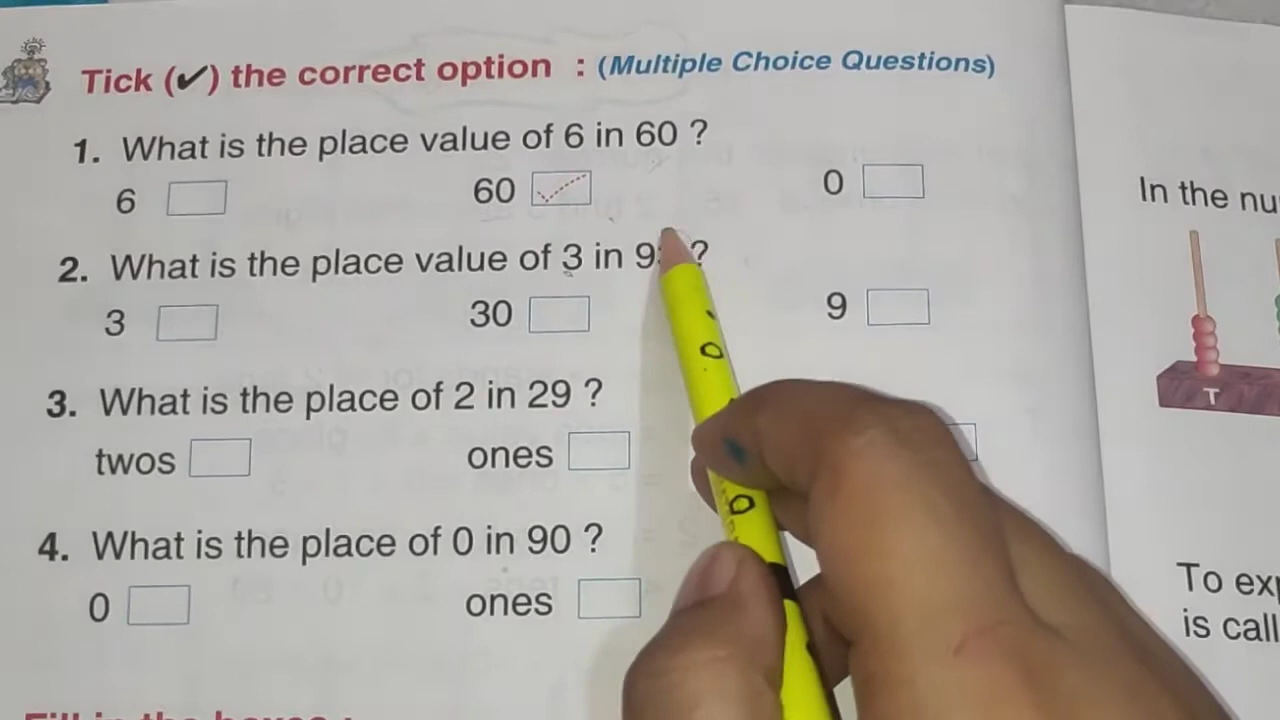 Tick (✔) the correct option : (Multiple Choice Questions)
1. What is the place value of 6 in 60 ?
6 60 0
2. What is the place value of 3 in 9 ?
3 30 9
3. What is the place of 2 in 29 ?
twos ones
4. What is the place of 0 in 90 ?
0 ones
In the
T
To
is call